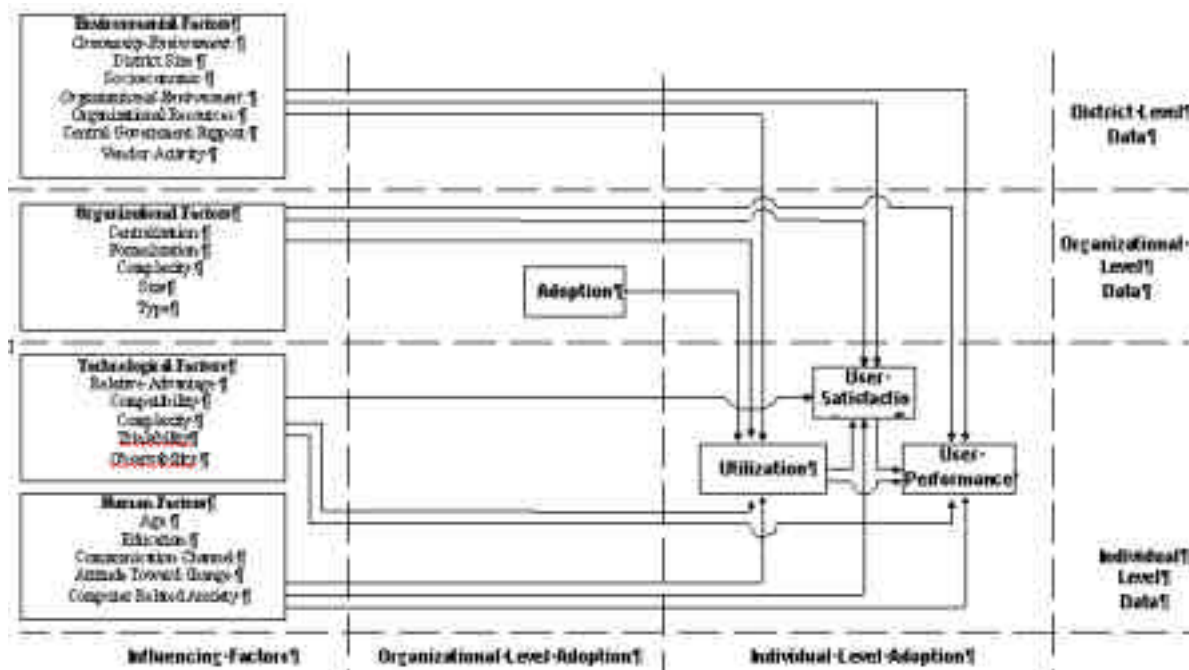 Environmental Factors¶
Community Environment ¶
District Size ¶
Socioeconomic ¶
Organizational Environment ¶
Organizational Resources ¶
Central Government Support ¶
Vendor Activity ¶
District-Level¶
Data¶
Organizational Factors¶
Centralization¶
Formalization¶
Complexity¶
Size¶
Type¶
Adoption¶
Organizational-
Level¶
Data¶
Technological Factors¶
Relative Advantage¶
Compatibility ¶
Complexity ¶
Trialability¶
Observability ¶
User-
Satisfactio
Utilization¶
User-
Performance
Human Factors¶
Age ¶
Education ¶
Communication Channel ¶
Attitude Toward Change ¶
Computer Related Anxiety ¶
Individual¶
Level¶
Data¶
Influencing-Factors¶
Organizational-Level-Adoption¶
Individual-Level-Adoption¶